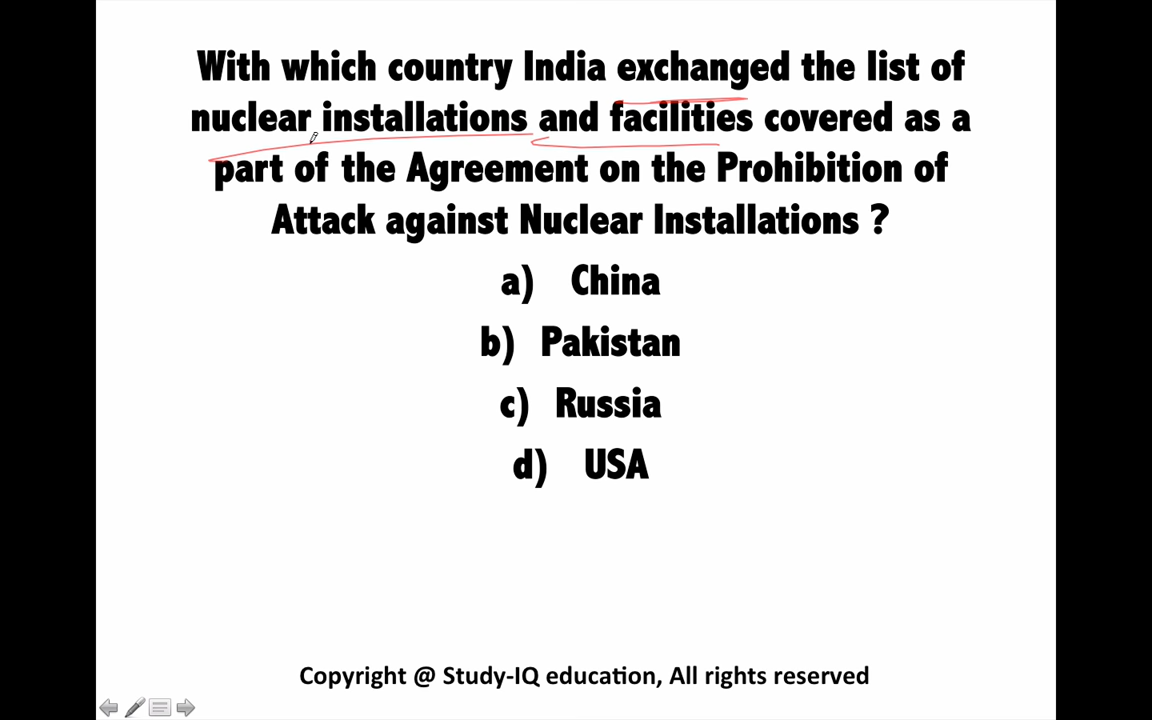 With which country India exchanged the list of
nuclear installations and facilities covered as a
part of the Agreement on the Prohibition of
Attack against Nuclear Installations ?
a) China
b) Pakistan
c) Russia
d) USA
Copyright @ Study-IQ education, All rights reserved